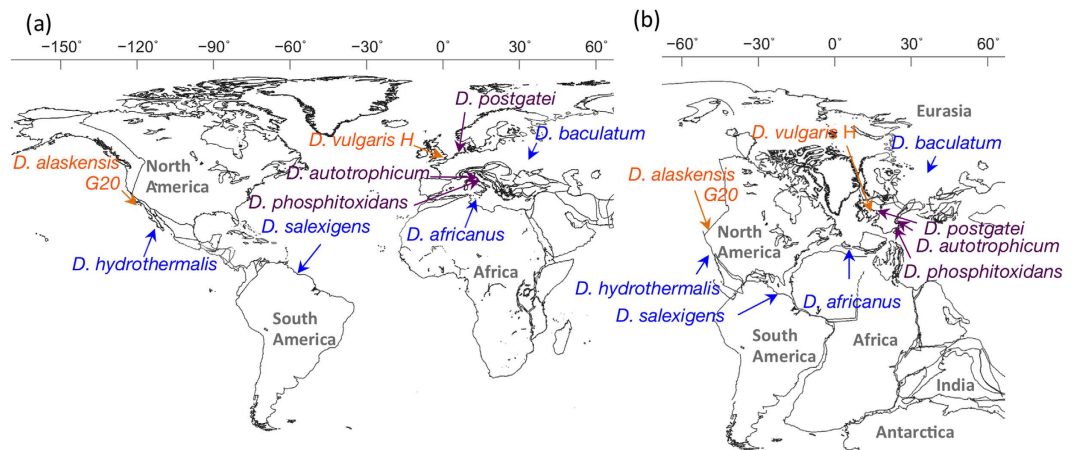 (a)
−150° −120° −90° −60° −30° 0° 30° 60°
D. postgatei
D. vulgaris H
D. baculatum
D. alaskensis
G20
North
America
D. autotrophicum
D. phosphitoxidans
D. salexigens
D. africanus
D. hydrothermalis
Africa
South
America
(b)
−60° −30° 0° 30° 60°
Eurasia
D. vulgaris H
D. baculatum
D. alaskensis
G20
D. postgatei
North
America
D. autotrophicum
D. phosphitoxidans
D. hydrothermalis
D. africanus
D. salexigens
South
America
Africa
India
Antarctica